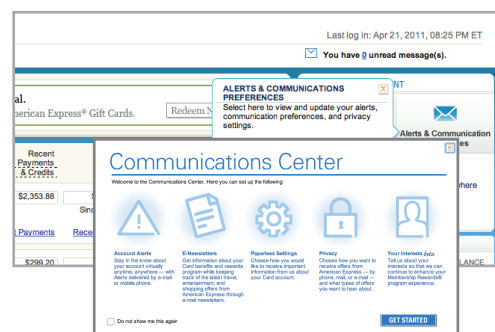 Last log in: Apr 21, 2011, 08:25 PM ET
You have 0 unread message(s).
ALERTS & COMMUNICATIONS
PREFERENCES
Select here to view and update your alerts,
communication preferences, and privacy
settings.
NT
al.
merican Express® Gift Cards.
Redeem N
Alerts & Communication
es
Recent
Payments
& Credits
$2,353.88
Sinc
Payments
Rece
$299.20
here
LANCE
Communications Center
Welcome to the Communications Center. Here you can set up the following:
Account Alerts
Stay in the know about
your account virtually
anytime, anywhere — with
Alerts delivered by e-mail
or mobile phone.
E-Newsletters
Get information about your
Card benefits and rewards
program while keeping
track of the latest travel,
entertainment, and
shopping offers from
American Express through
e-mail newsletters.
Paperless Settings
Choose how you would
like to receive important
information from us about
your Card account.
Privacy
Choose how you want to
receive offers from
American Express — by
phone, mail, or e-mail —
and what types of offers
you want to hear about.
Your Interests beta
Tell us about your
interests so that we can
continue to enhance your
Membership Rewards®
program experience.
Do not show me this again
GET STARTED